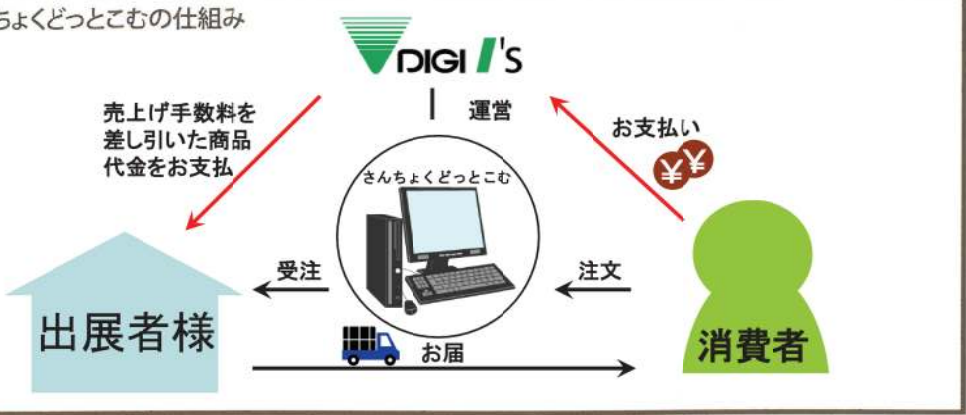 ちょくどっとこむの仕組み
DIGI I'S
運営
売上げ手数料を
差し引いた商品
代金をお支払
お支払い
¥¥
さんちょくどっとこむ
受注
注文
出展者様
お届
消費者